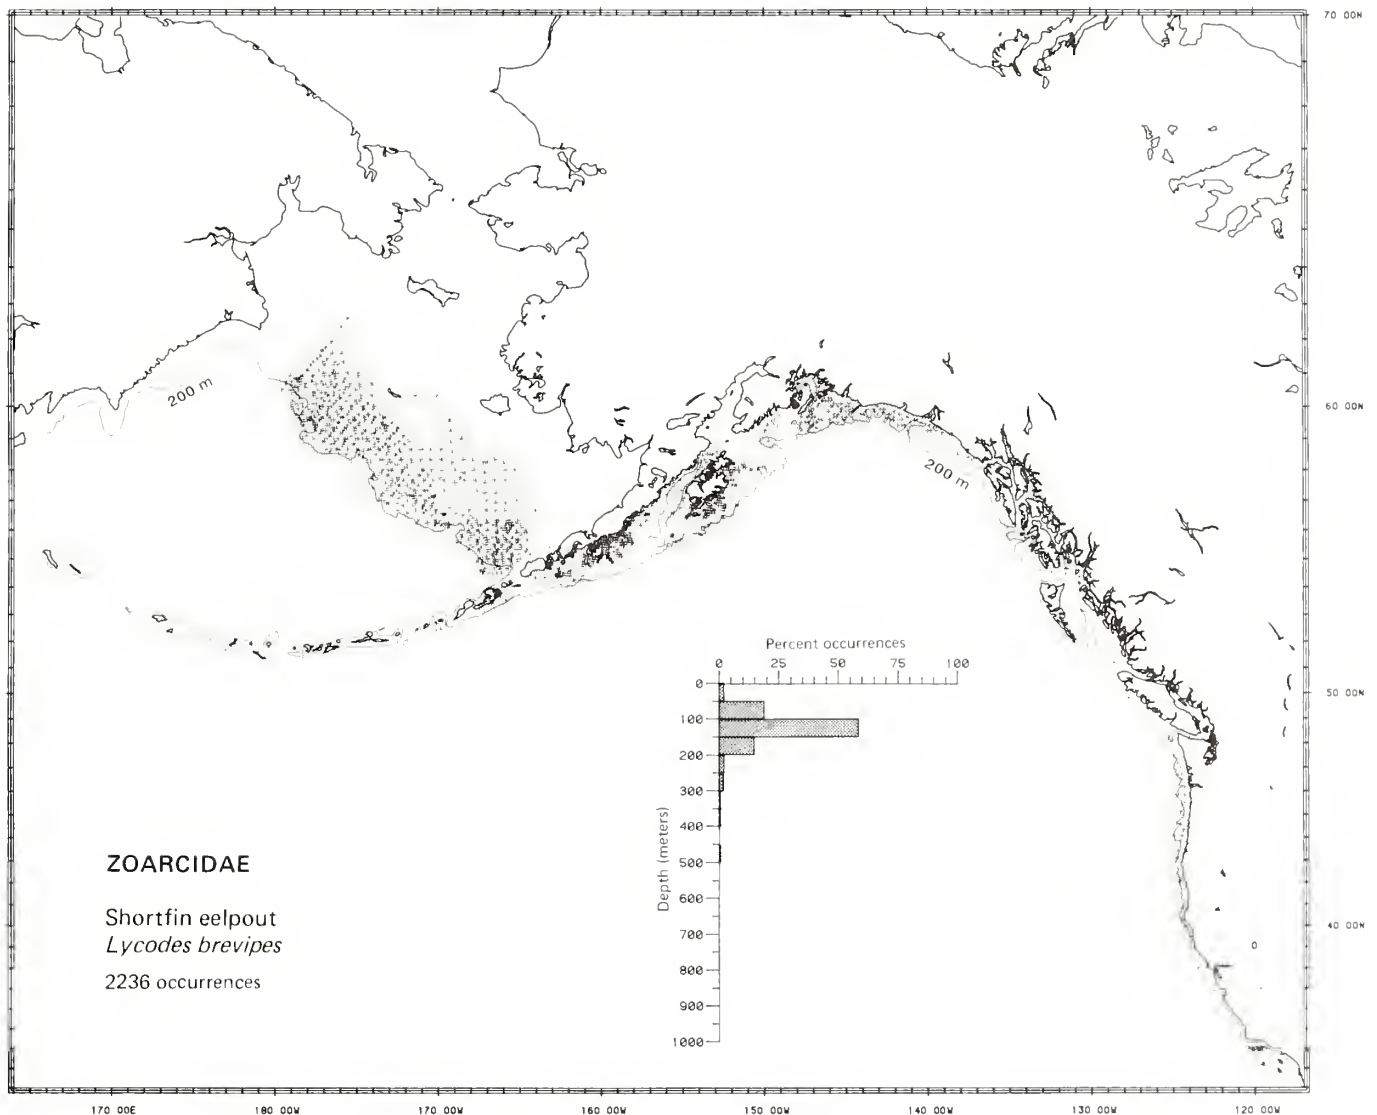 70 00N
200 m
60 00N
200 m
Percent occurrences
0 25 50 75 100
50 00N
0
100
200
300
400
500
600
700
800
900
1000
Depth (meters)
40 00N
ZOARCIDAE
Shortfin eelpout
Lycodes brevipes
2236 occurrences
170 00E 180 00W 170 00W 160 00W 150 00W 140 00W 130 00W 120 00W